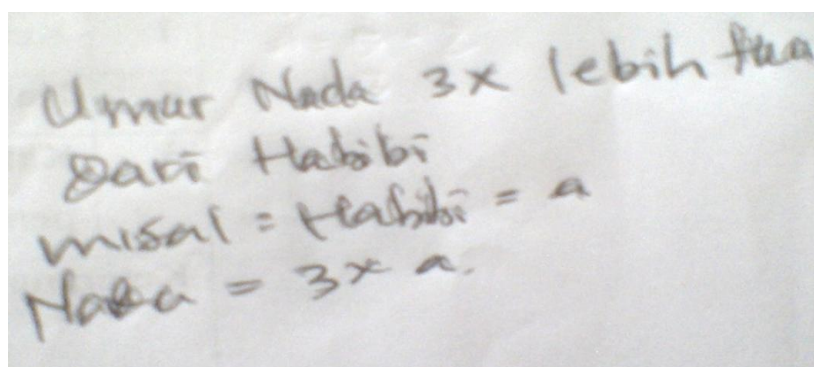 Umur Nada 3x lebih tua
Dari Habibi
misal = Habibi = a
Nada = 3x a.